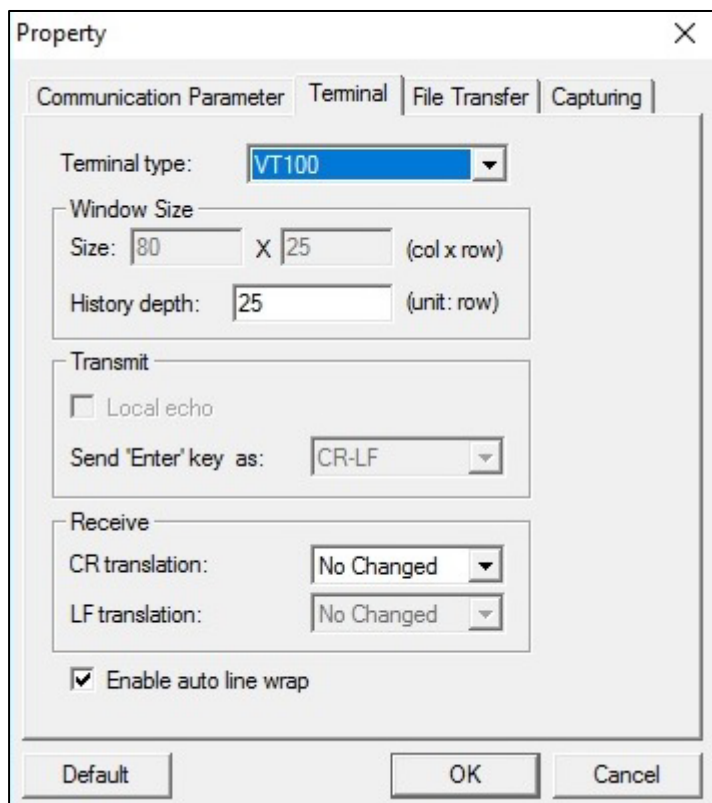 Property
Communication Parameter Terminal File Transfer Capturing
Terminal type: VT100
Window Size
Size: 80 X 25 (col x row)
History depth: 25 (unit: row)
Transmit
Local echo
Send 'Enter' key as: CR-LF
Receive
CR translation: No Changed
LF translation: No Changed
Enable auto line wrap
Default OK Cancel